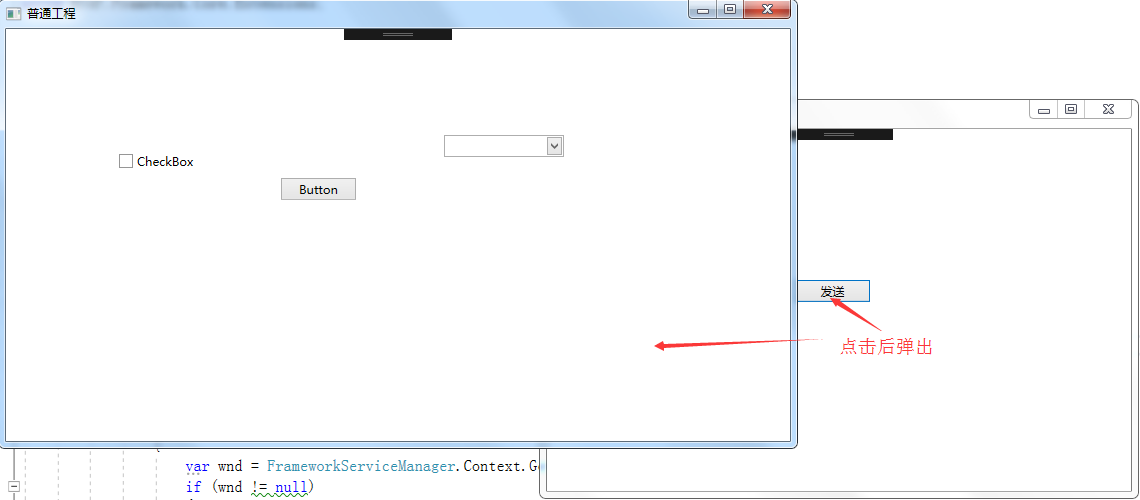 普通工程
CheckBox
Button
发送
点击后弹出
var wnd = FrameworkServiceManager.Context.Ge
if (wnd != null)